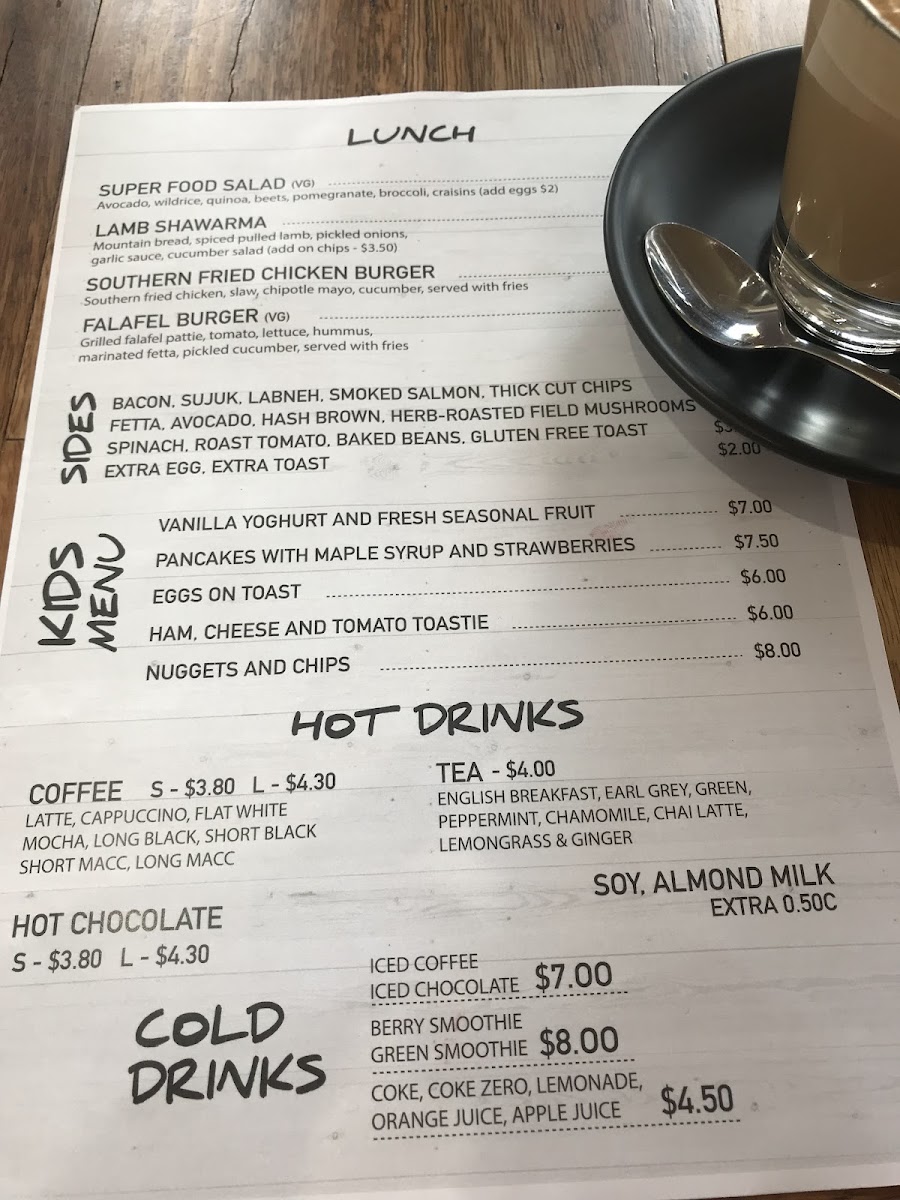 LUNCH
SUPER FOOD SALAD (VG)
Avocado, wildrice, quinoa, beets, pomegranate, broccoli, craisins (add eggs $2)
LAMB SHAWARMA
Mountain bread, spiced pulled lamb, pickled onions,
garlic sauce, cucumber salad (add on chips - $3.50)
SOUTHERN FRIED CHICKEN BURGER
Southern fried chicken, slaw, chipotle mayo, cucumber, served with fries
FALAFEL BURGER (VG)
Grilled falafel pattie, tomato, lettuce, hummus,
marinated fetta, pickled cucumber, served with fries
SIDES
BACON, SUJUK, LABNEH, SMOKED SALMON, THICK CUT CHIPS
FETTA, AVOCADO, HASH BROWN, HERB-ROASTED FIELD MUSHROOMS
SPINACH, ROAST TOMATO, BAKED BEANS, GLUTEN FREE TOAST
EXTRA EGG, EXTRA TOAST $2.00
KIDS
MENU
VANILLA YOGHURT AND FRESH SEASONAL FRUIT $7.00
PANCAKES WITH MAPLE SYRUP AND STRAWBERRIES $7.50
EGGS ON TOAST $6.00
HAM, CHEESE AND TOMATO TOASTIE $6.00
NUGGETS AND CHIPS $8.00
HOT DRINKS
COFFEE S - $3.80 L - $4.30
LATTE, CAPPUCCINO, FLAT WHITE
MOCHA, LONG BLACK, SHORT BLACK
SHORT MACC, LONG MACC
TEA - $4.00
ENGLISH BREAKFAST, EARL GREY, GREEN,
PEPPERMINT, CHAMOMILE, CHAI LATTE,
LEMONGRASS & GINGER
SOY, ALMOND MILK
EXTRA 0.50C
HOT CHOCOLATE
S - $3.80 L - $4.30
COLD
DRINKS
ICED COFFEE
ICED CHOCOLATE $7.00
BERRY SMOOTHIE
GREEN SMOOTHIE $8.00
COKE, COKE ZERO, LEMONADE,
ORANGE JUICE, APPLE JUICE $4.50